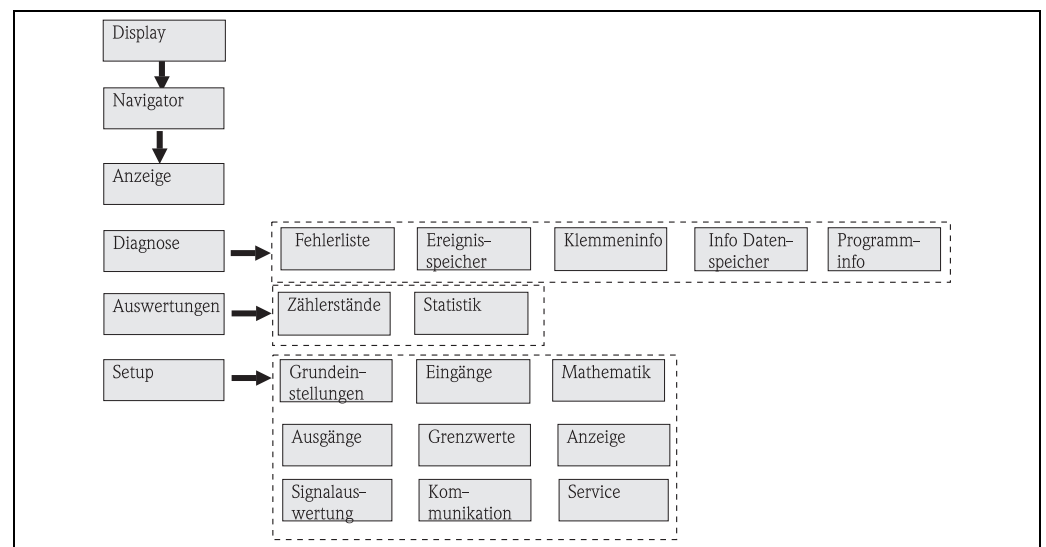 Display
Navigator
Anzeige
Diagnose
Fehlerliste
Ereignis-
speicher
Klemmeninfo
Info Daten-
speicher
Programm-
info
Auswertungen
Zählerstände
Statistik
Setup
Grundein-
stellungen
Eingänge
Mathematik
Ausgänge
Grenzwerte
Anzeige
Signalaus-
wertung
Kom-
munikation
Service